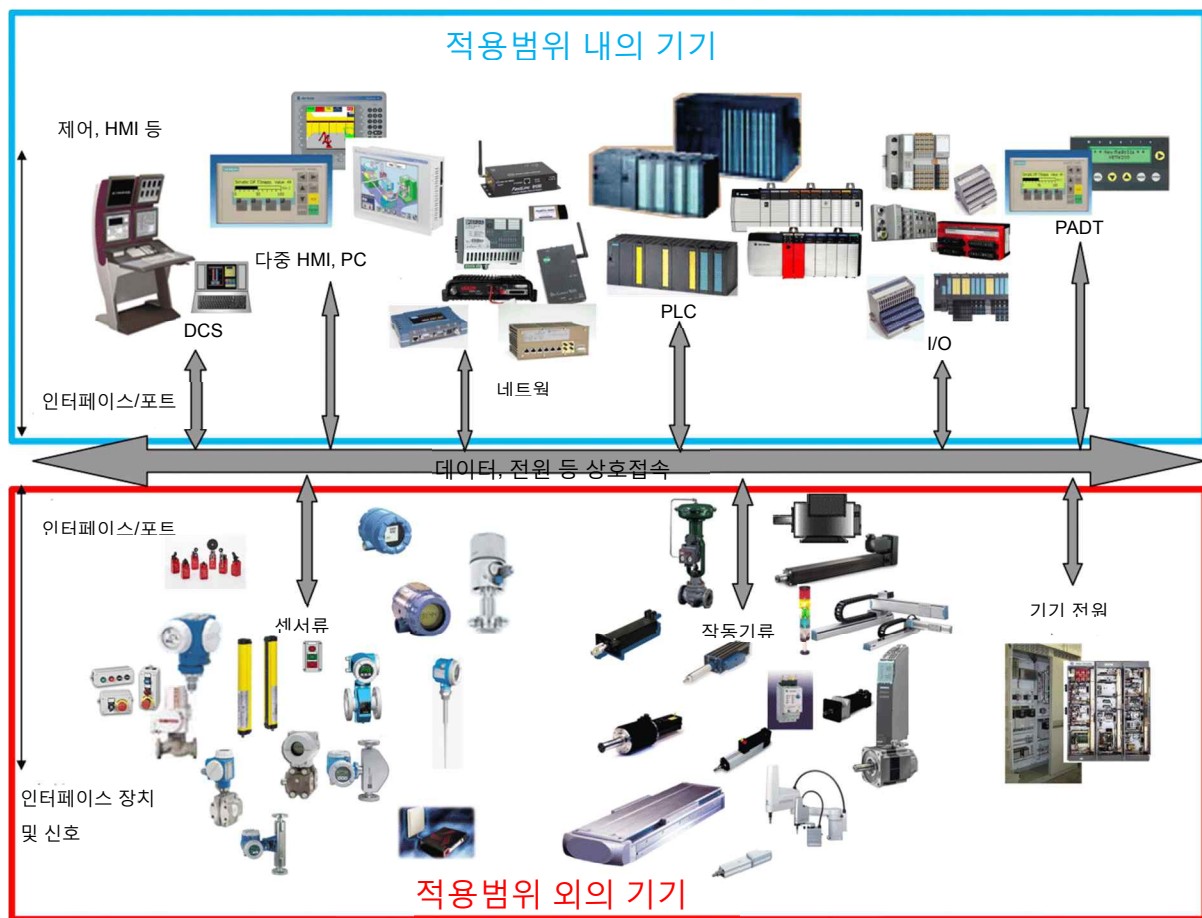 적용범위 내의 기기
제어, HMI 등
다중 HMI, PC
DCS
네트웍
PLC
I/O
PADT
인터페이스/포트
데이터, 전원 등 상호접속
인터페이스/포트
센서류
작동기류
기기 전원
인터페이스 장치
및 신호
적용범위 외의 기기